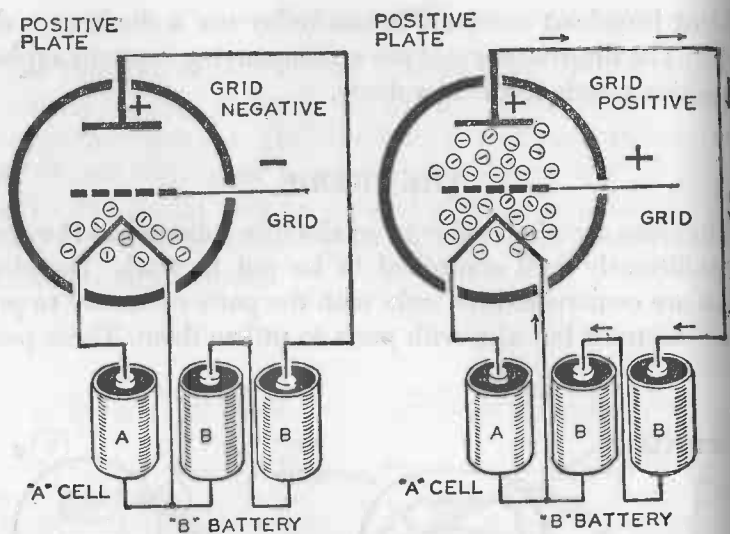 POSITIVE
PLATE
+
GRID
NEGATIVE
−
GRID
A
B
B
"A" CELL
"B" BATTERY
POSITIVE
PLATE
+
GRID
POSITIVE
+
GRID
A
B
B
"A" CELL
"B" BATTERY